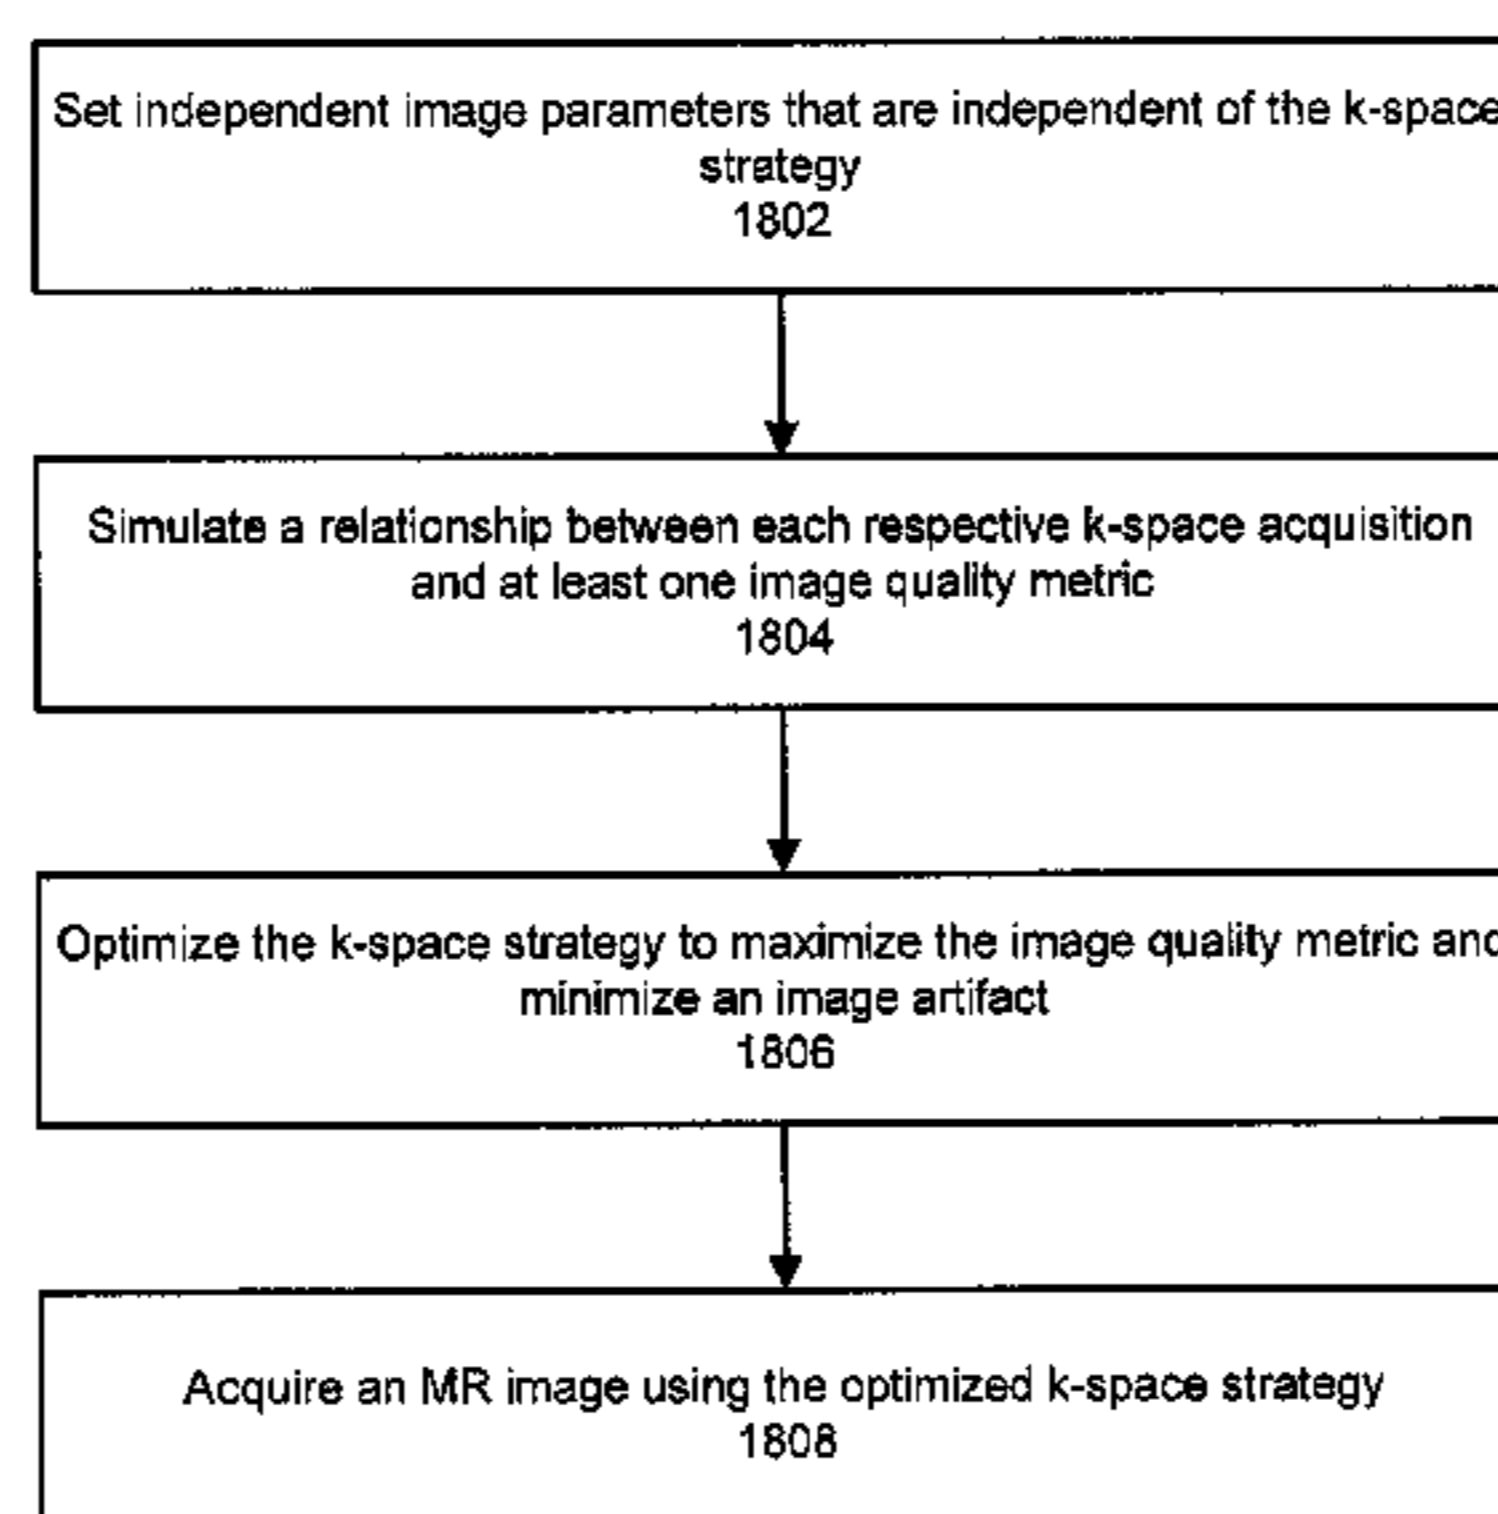 Set independent image parameters that are independent of the k-space
strategy
1802
Simulate a relationship between each respective k-space acquisition
and at least one image quality metric
1804
Optimize the k-space strategy to maximize the image quality metric and
minimize an image artifact
1806
Acquire an MR image using the optimized k-space strategy
1808